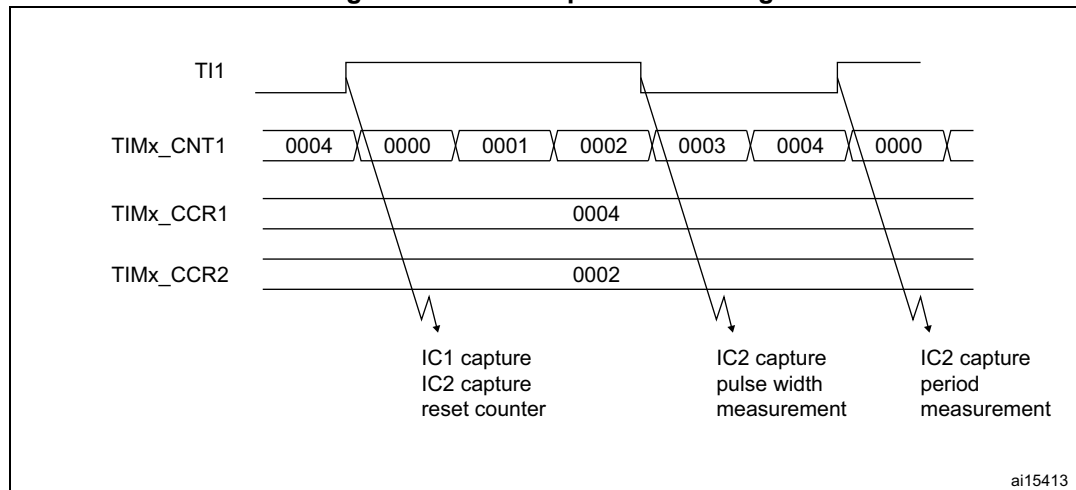 TI1
TIMx_CNT1 0004 0000 0001 0002 0003 0004 0000
TIMx_CCR1 0004
TIMx_CCR2 0002
IC1 capture
IC2 capture
reset counter
IC2 capture
pulse width
measurement
IC2 capture
period
measurement
ai15413